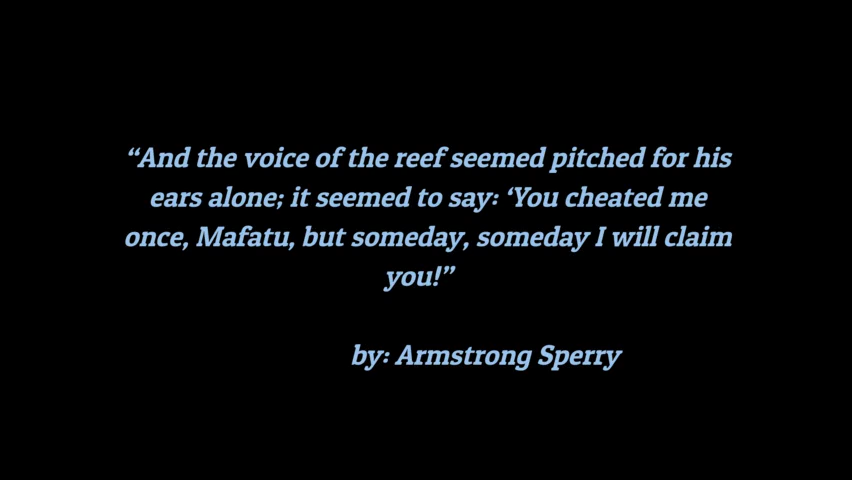 “And the voice of the reef seemed pitched for his
ears alone; it seemed to say: ‘You cheated me
once, Mafatu, but someday, someday I will claim
you!”
by: Armstrong Sperry